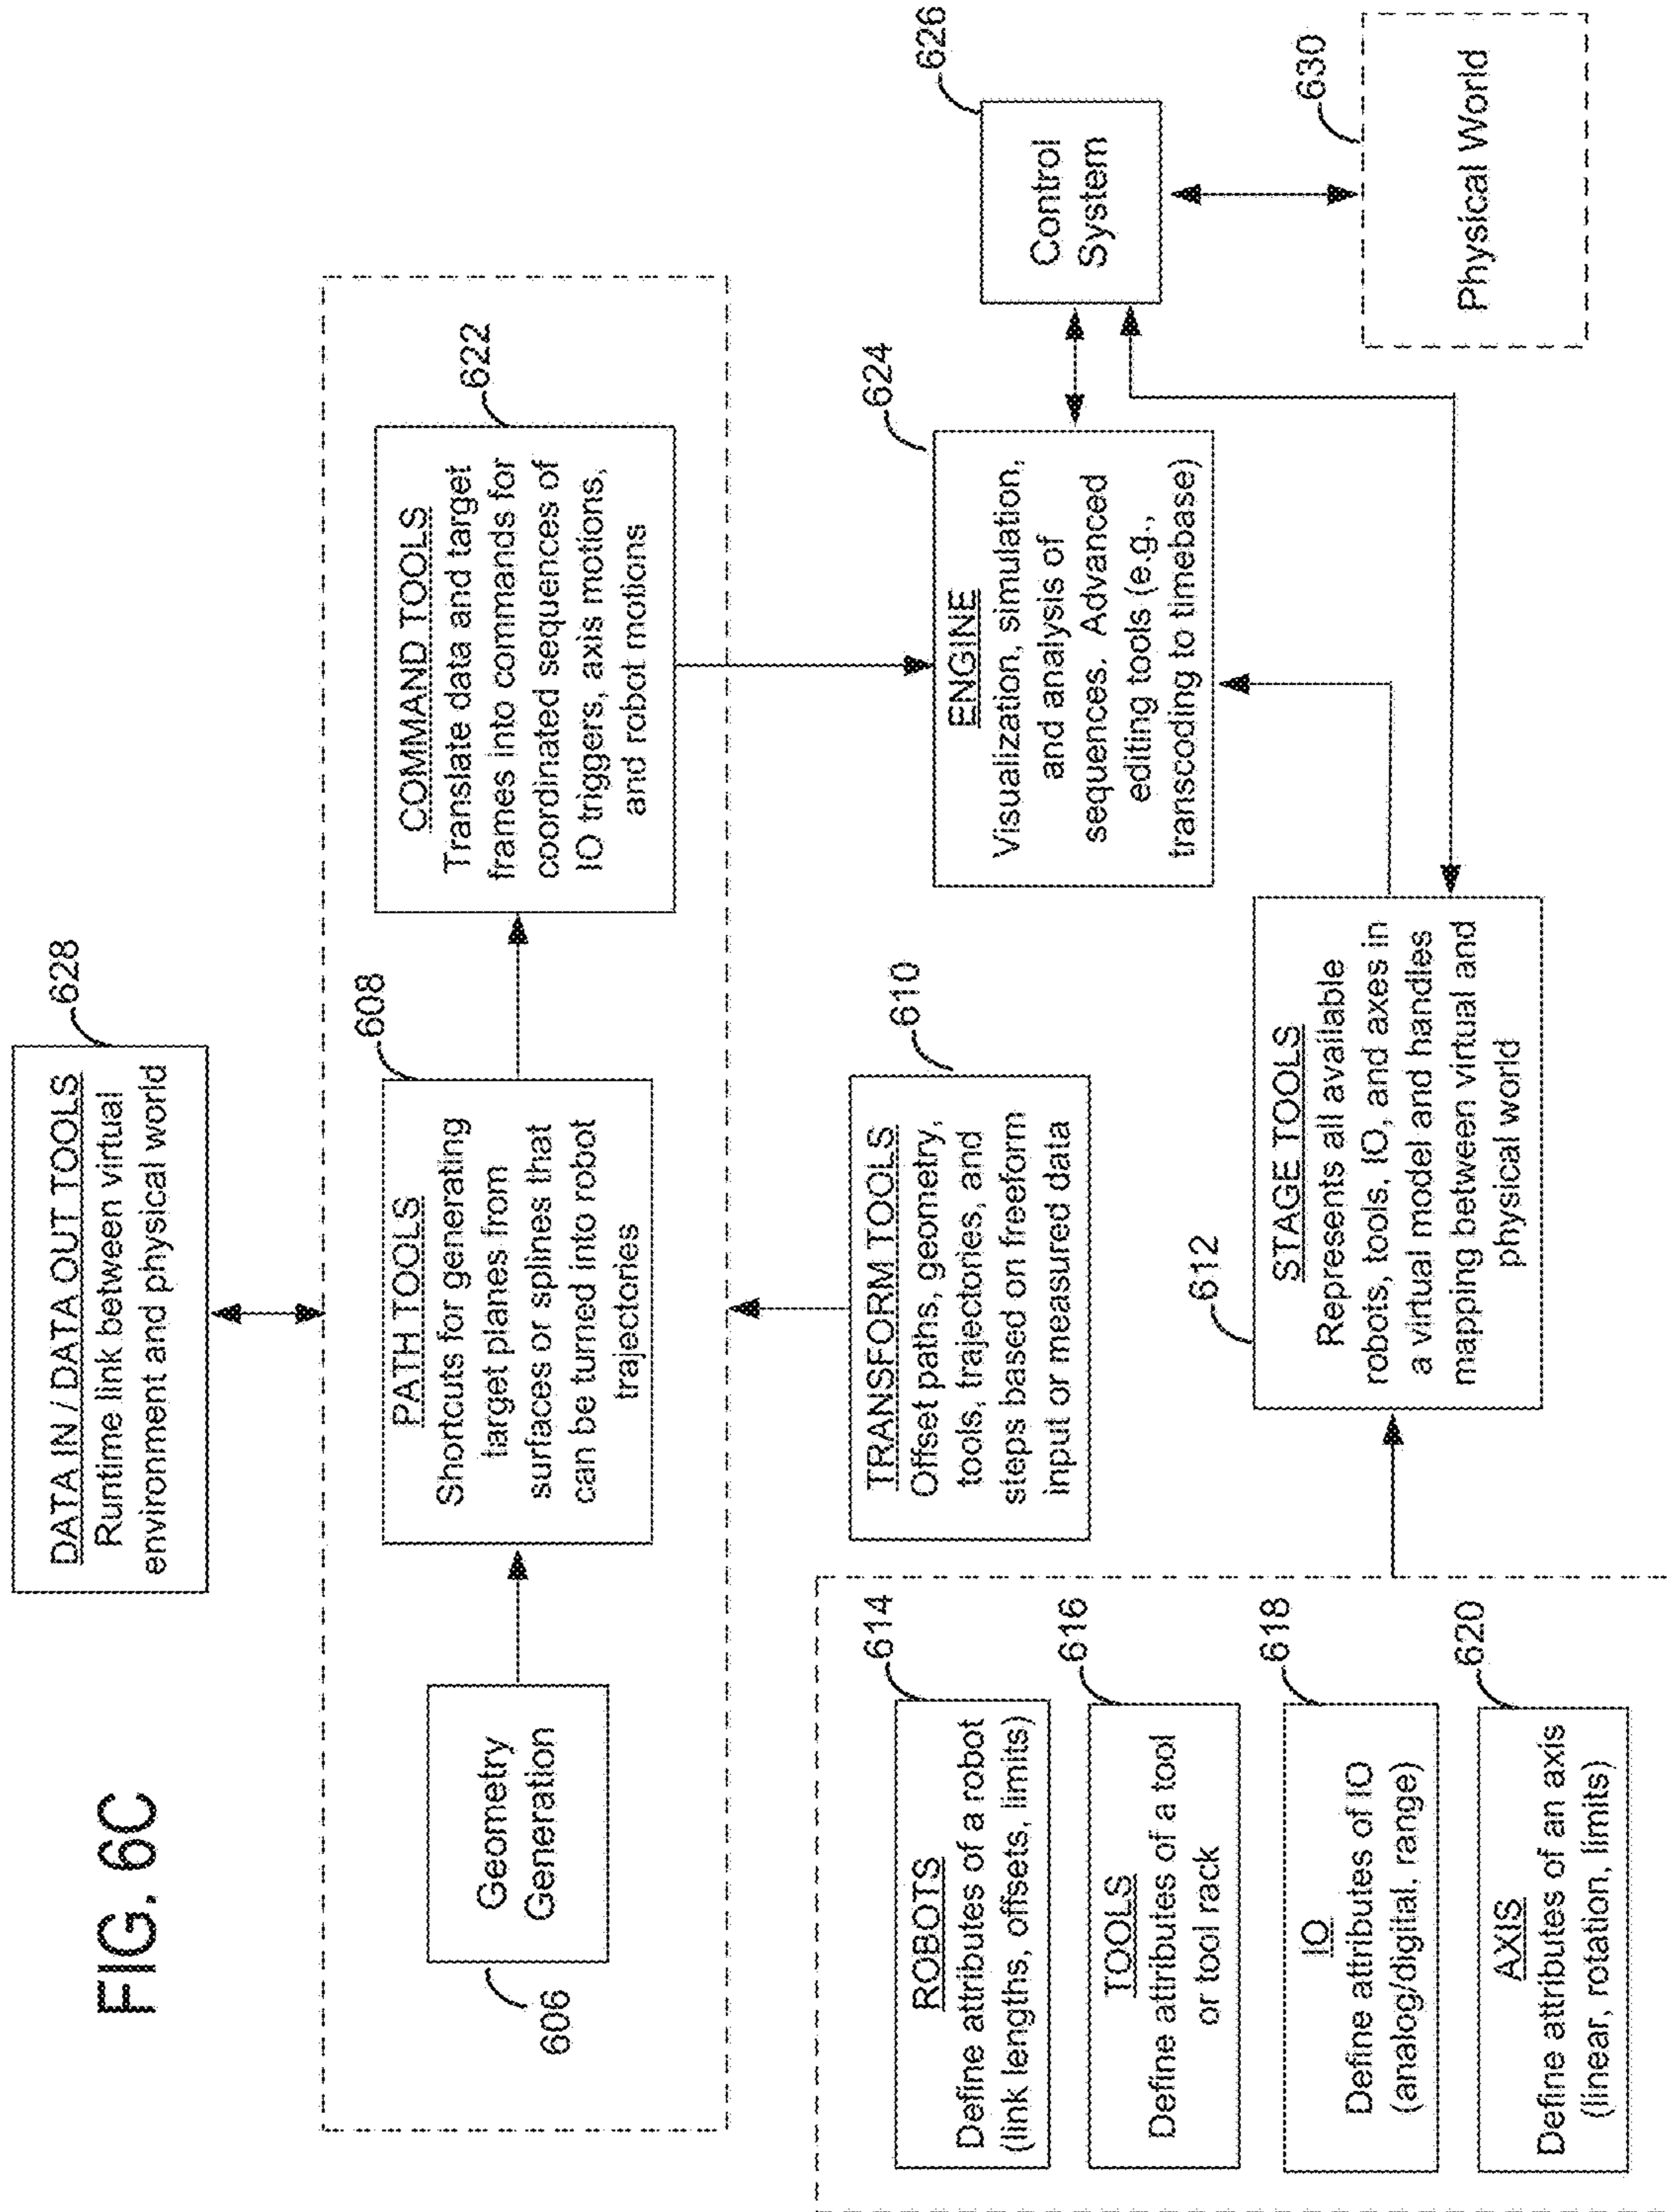 FIG. 6C
DATA IN / DATA OUT TOOLS
Runtime link between virtual
environment and physical world
628
606
Geometry
Generation
PATH TOOLS
Shortcuts for generating
target planes from
surfaces or splines that
can be turned into robot
trajectories
608
COMMAND TOOLS
Translate data and target
frames into commands for
coordinated sequences of
IO triggers, axis motions,
and robot motions
622
TRANSFORM TOOLS
Offset paths, geometry,
tools, trajectories, and
steps based on freeform
input or measured data
610
ENGINE
Visualization, simulation,
and analysis of
sequences. Advanced
editing tools (e.g.,
transcoding to timebase)
624
Control
System
626
ROBOTS
Define attributes of a robot
(link lengths, offsets, limits)
614
TOOLS
Define attributes of a tool
or tool rack
616
IO
Define attributes of IO
(analog/digital, range)
618
AXIS
Define attributes of an axis
(linear, rotation, limits)
620
612
STAGE TOOLS
Represents all available
robots, tools, IO, and axes in
a virtual model and handles
mapping between virtual and
physical world
630
Physical World